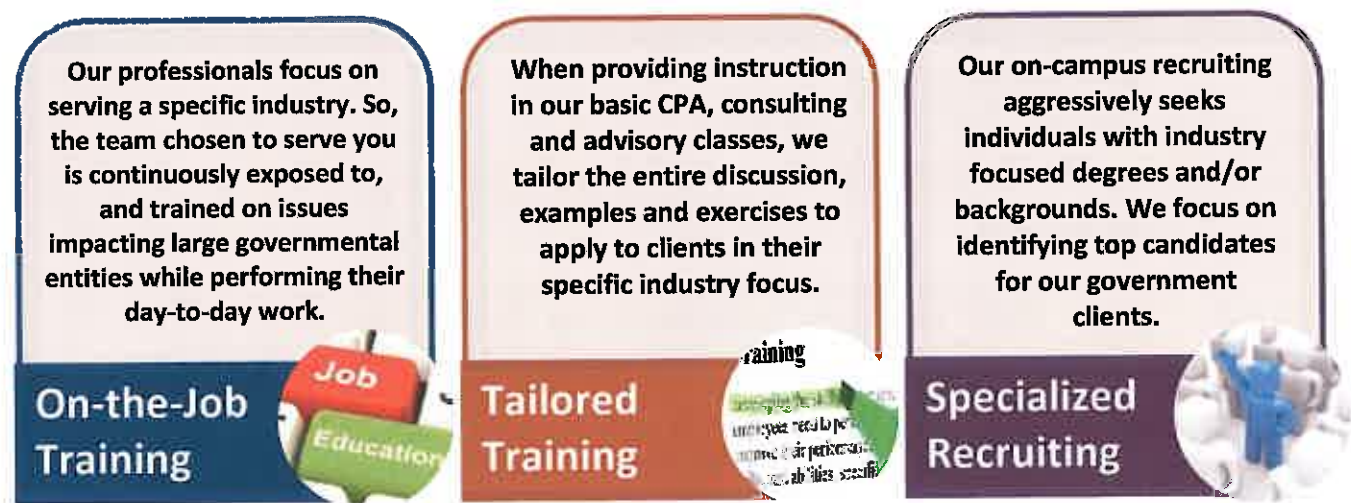 Our professionals focus on
serving a specific industry. So,
the team chosen to serve you
is continuously exposed to,
and trained on issues
impacting large governmental
entities while performing their
day-to-day work.
On-the-Job
Training
Job
Education
When providing instruction
in our basic CPA, consulting
and advisory classes, we
tailor the entire discussion,
examples and exercises to
apply to clients in their
specific industry focus.
Tailored
Training
raining
Our on-campus recruiting
aggressively seeks
individuals with industry
focused degrees and/or
backgrounds. We focus on
identifying top candidates
for our government
clients.
Specialized
Recruiting